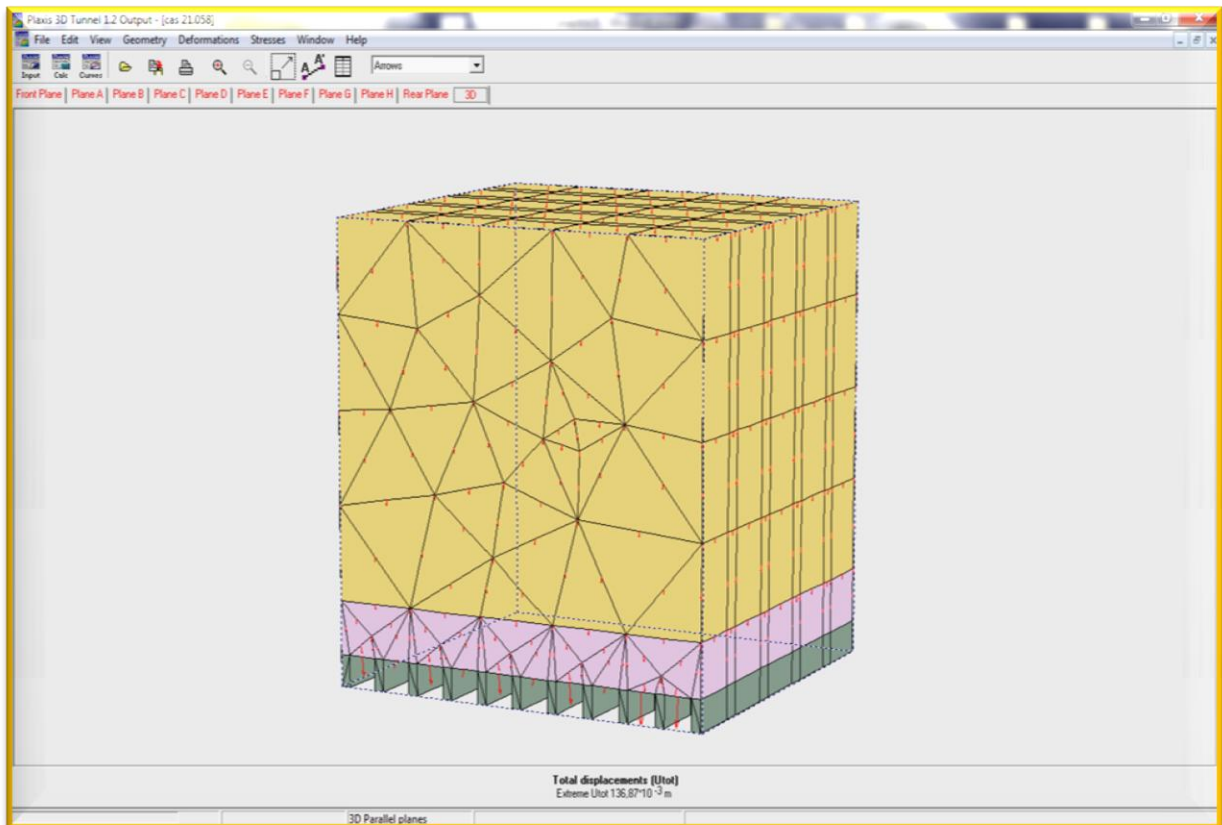 Plaxis 3D Tunnel 1.2 Output - [cas 21.058]
File Edit View Geometry Deformations Stresses Window Help
Input Calc Curves Arrows
Front Plane Plane A Plane B Plane C Plane D Plane E Plane F Plane G Plane H Rear Plane 3D
Total displacements (Utot)
Extreme Utot 136,87*10 -3 m
3D Parallel planes